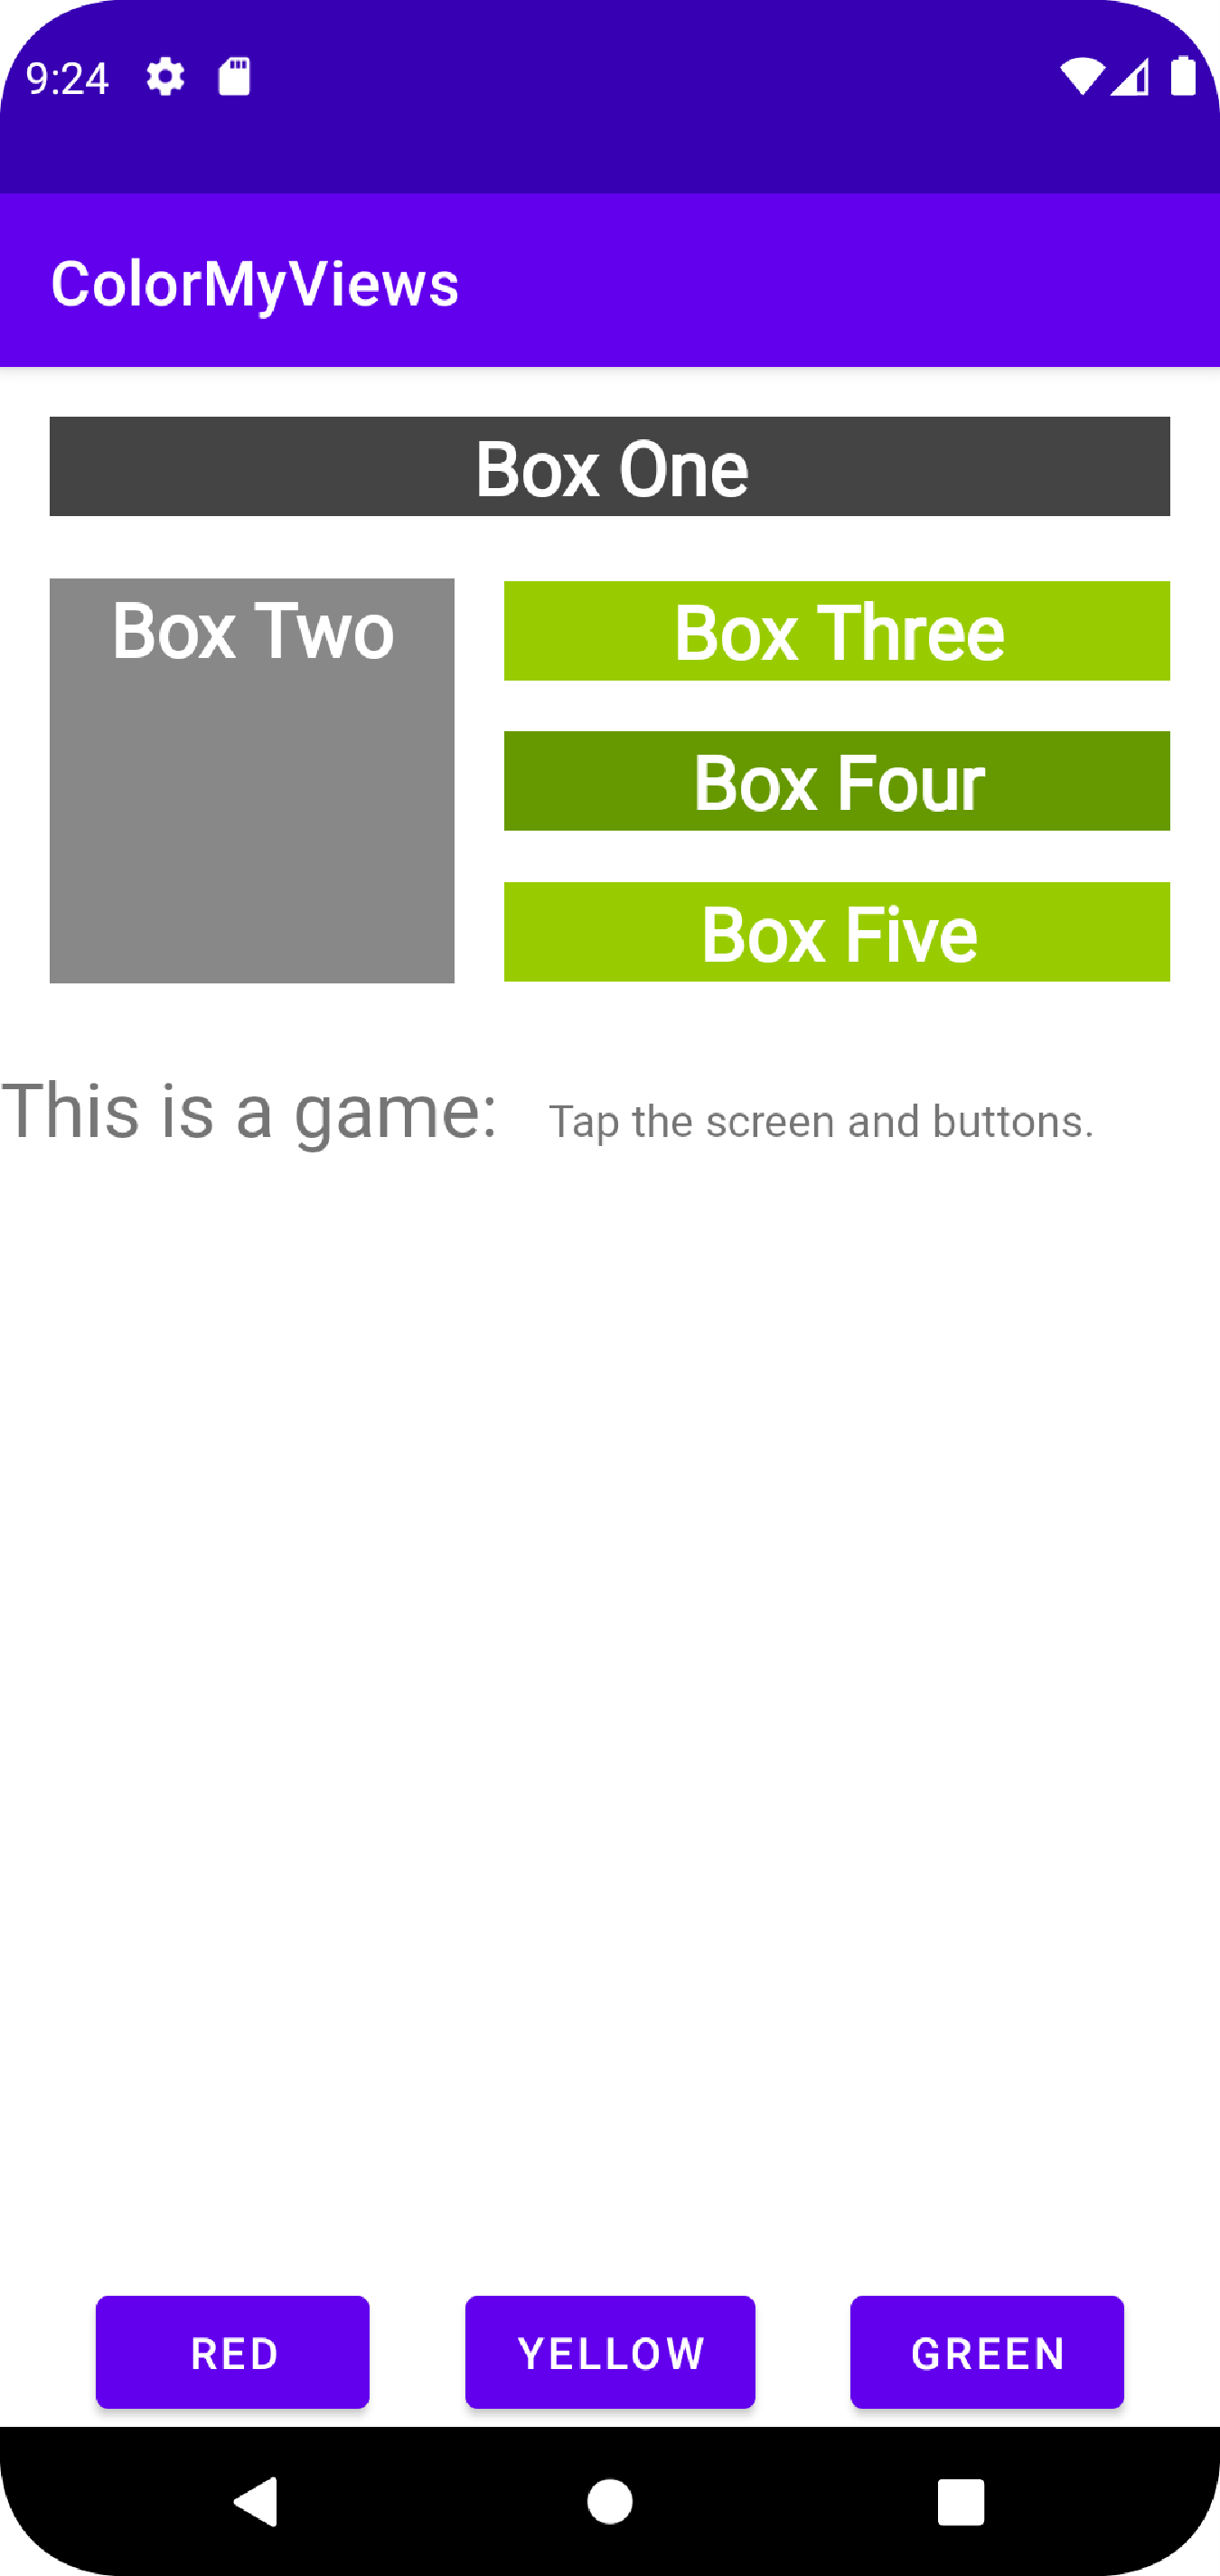 9:24
ColorMyViews
Box One
Box Two
Box Three
Box Four
Box Five
This is a game: Tap the screen and buttons.
RED YELLOW GREEN